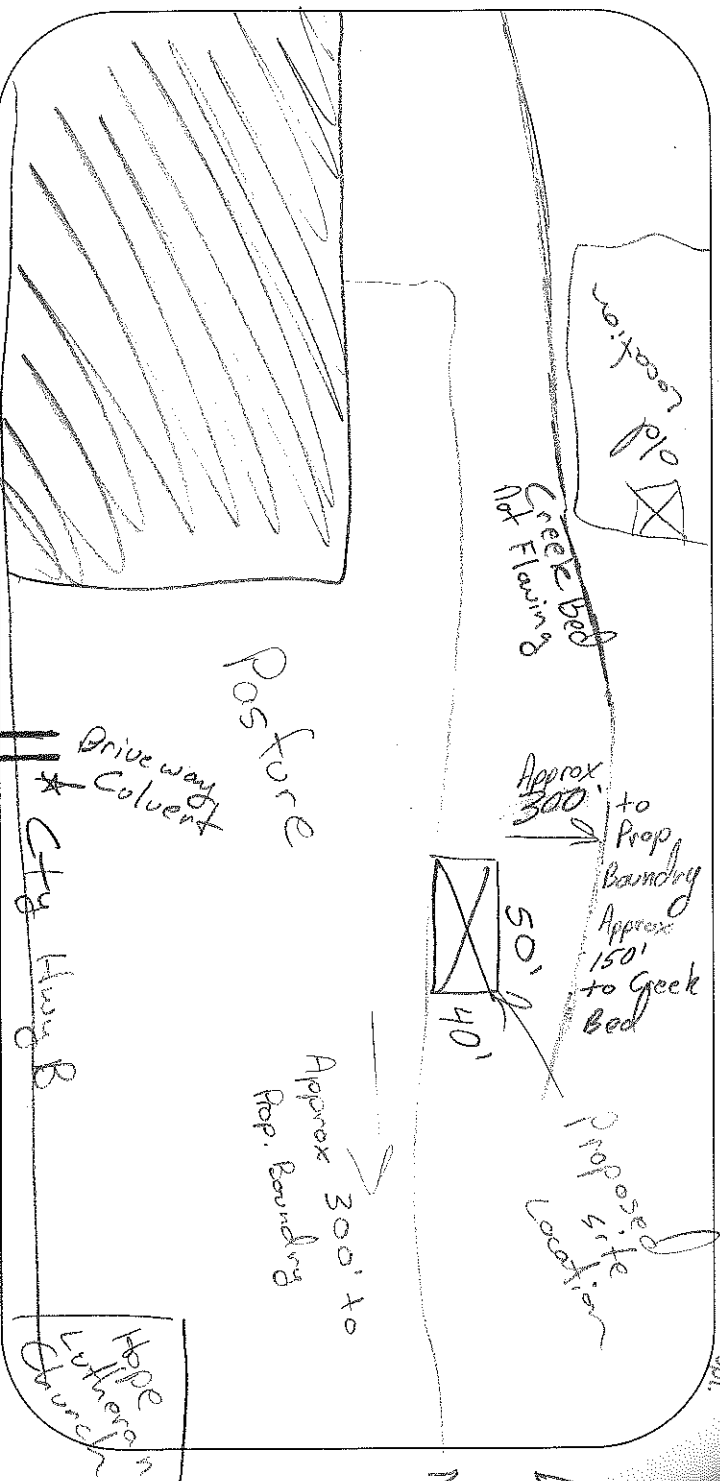 Old
Location
Creek Bed
Not Flowing
Approx
300'
to
Prop
Boundry
Approx
150'
to Creek
Bed
50'
40'
Proposed
Site
Location
Pasture
Approx 300' to
Prop. Boundry
Driveway
* Culvert
Cty Hwy B
Hope
Lutheran
Church